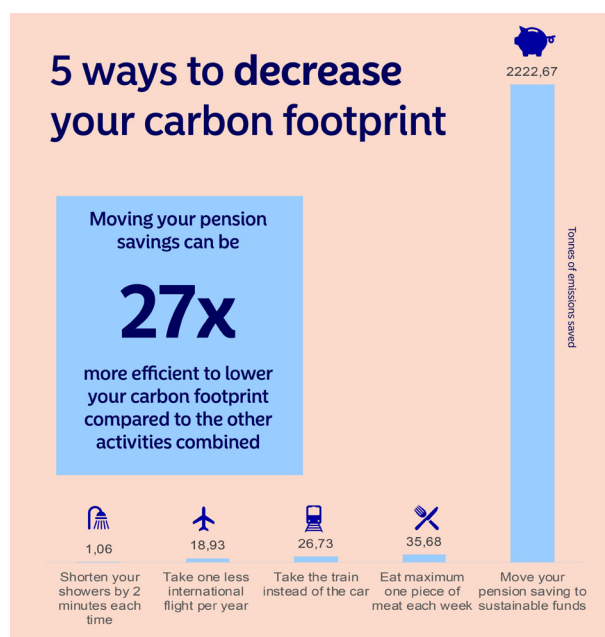 5 ways to decrease
your carbon footprint
2222,67
Moving your pension
savings can be
27x
more efficient to lower
your carbon footprint
compared to the other
activities combined
Tonnes of emissions saved
1,06
18,93
26,73
35,68
Shorten your
showers by 2
minutes each
time
Take one less
international
flight per year
Take the train
instead of the car
Eat maximum
one piece of
meat each week
Move your
pension saving to
sustainable funds